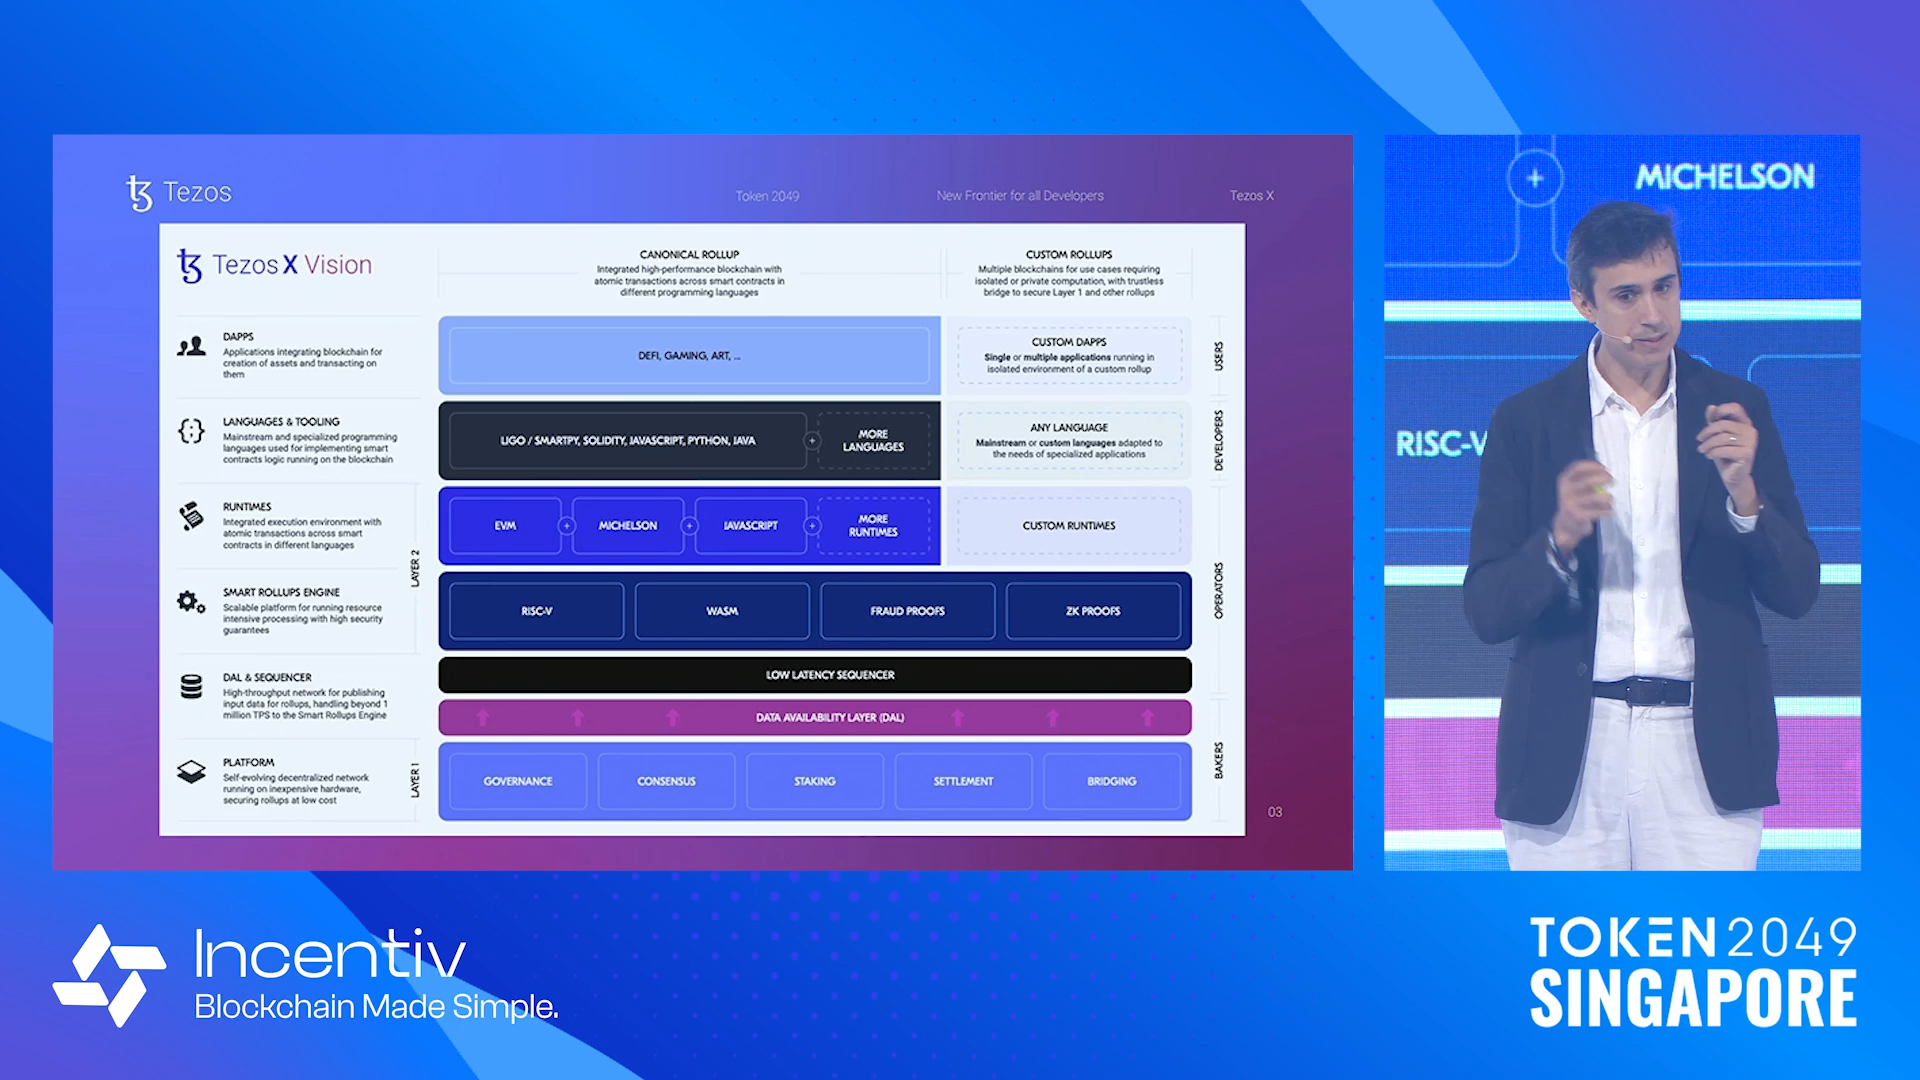 Tezos
Token 2049
New Frontier for all Developers
Tezos X
Tezos X Vision
CANONICAL ROLLUP
Integrated high-performance blockchain with
atomic transactions across smart contracts in
different programming languages
CUSTOM ROLLUPS
Multiple blockchains for use cases requiring
isolated or private computation, with trustless
bridge to secure Layer 1 and other rollups
DAPPS
Applications integrating blockchain for
creation of assets and transacting on
them
DEFI, GAMING, ART, ...
CUSTOM DAPPS
Single or multiple applications running in
isolated environment of a custom rollup
USERS
LANGUAGES & TOOLING
Mainstream and specialized programming
languages used for implementing smart
contracts logic running on the blockchain
LIGO / SMARTPY, SOLIDITY, JAVASCRIPT, PYTHON, JAVA
+
MORE
LANGUAGES
ANY LANGUAGE
Mainstream or custom languages adapted to
the needs of specialized applications
DEVELOPERS
RUNTIMES
Integrated execution environment with
atomic transactions across smart
contracts in different languages
LAYER 2
EVM
+
MICHELSON
+
JAVASCRIPT
+
MORE
RUNTIMES
CUSTOM RUNTIMES
OPERATORS
SMART ROLLUPS ENGINE
Scalable platform for running resource
intensive processing with high security
guarantees
RISC-V
WASM
FRAUD PROOFS
ZK PROOFS
DAL & SEQUENCER
High-throughput network for publishing
input data for rollups, handling beyond 1
million TPS to the Smart Rollups Engine
LOW LATENCY SEQUENCER
DATA AVAILABILITY LAYER (DAL)
PLATFORM
Self-evolving decentralized network
running on inexpensive hardware,
securing rollups at low cost
LAYER 1
GOVERNANCE
CONSENSUS
STAKING
SETTLEMENT
BRIDGING
BAKERS
03
+
MICHELSON
RISC-V
Incentiv
Blockchain Made Simple.
TOKEN2049
SINGAPORE